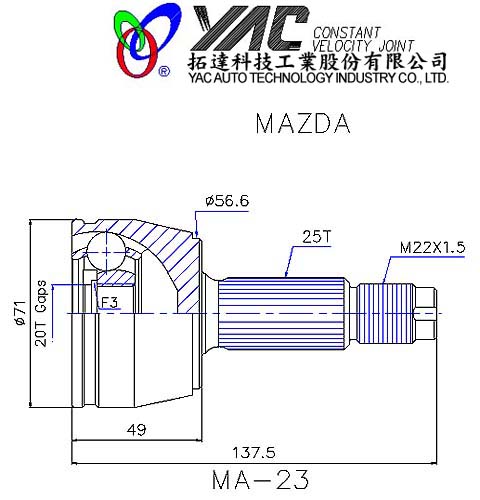 YAC CONSTANT
VELOCITY JOINT
®
拓達科技工業股份有限公司
YAC AUTO TECHNOLOGY INDUSTRY CO., LTD.
MAZDA
ø56.6
25T
M22X1.5
ø71
20T Gaps
F3
49
137.5
MA-23